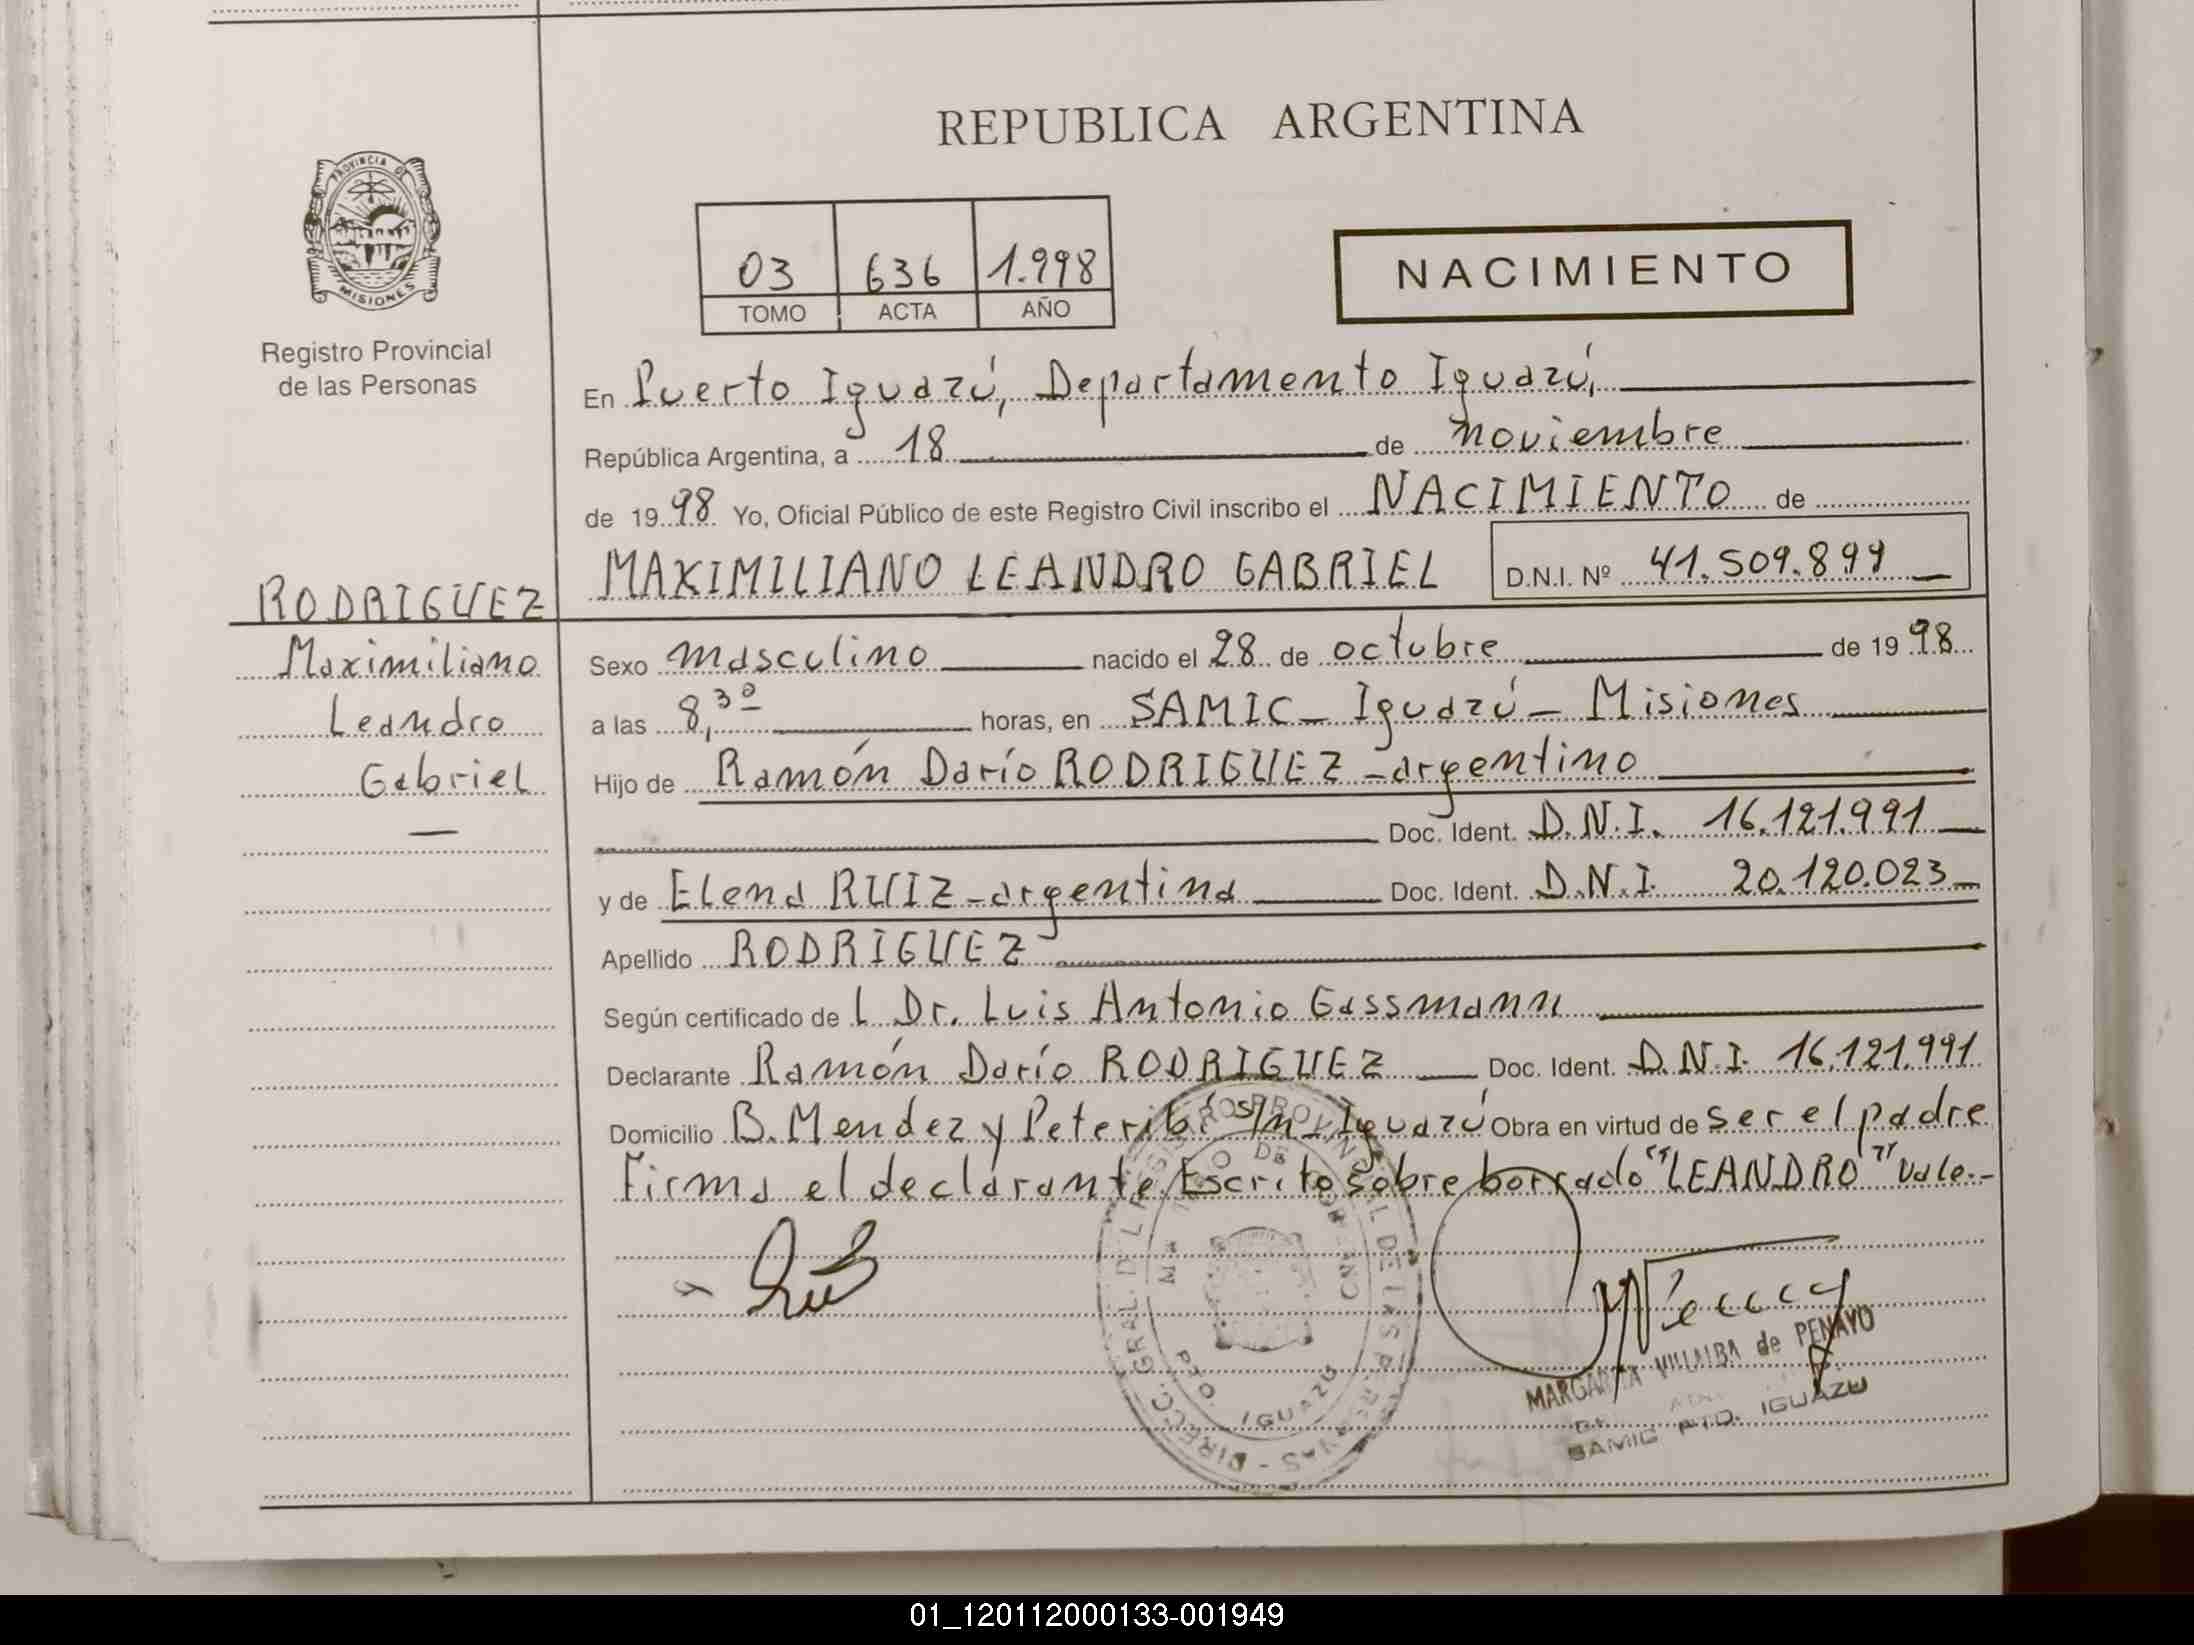 REPUBLICA ARGENTINA
PROVINCIA DE MISIONES
Registro Provincial
de las Personas
03 636 1.998
TOMO ACTA AÑO
NACIMIENTO
En Puerto Iguazú, Departamento Iguazú,
República Argentina, a 18 de noviembre
de 1998 Yo, Oficial Público de este Registro Civil inscribo el NACIMIENTO de
MAXIMILIANO LEANDRO GABRIEL D.N.I. Nº 41.509.899
RODRIGUEZ
Maximiliano
Leandro
Gabriel
Sexo masculino nacido el 28 de octubre de 1998
a las 8,30 horas, en SAMIC - Iguazú - Misiones
Hijo de Ramón Darío RODRIGUEZ - argentino
Doc. Ident. D.N.I. 16.121.991
y de Elena RUIZ - argentina Doc. Ident. D.N.I. 20.120.023
Apellido RODRIGUEZ
Según certificado de l Dr. Luis Antonio Gassmann
Declarante Ramón Darío RODRIGUEZ Doc. Ident. D.N.I. 16.121.991
Domicilio B. Mendez y Peteribí s/n - Iguazú Obra en virtud de ser el padre
Firma el declarante. Escrito sobre borrado "LEANDRO" Vale.-
MARGARITA VILLALBA de PENAYO
SAMIC PTO. IGUAZU
PTO. IGUAZU
01_120112000133-001949